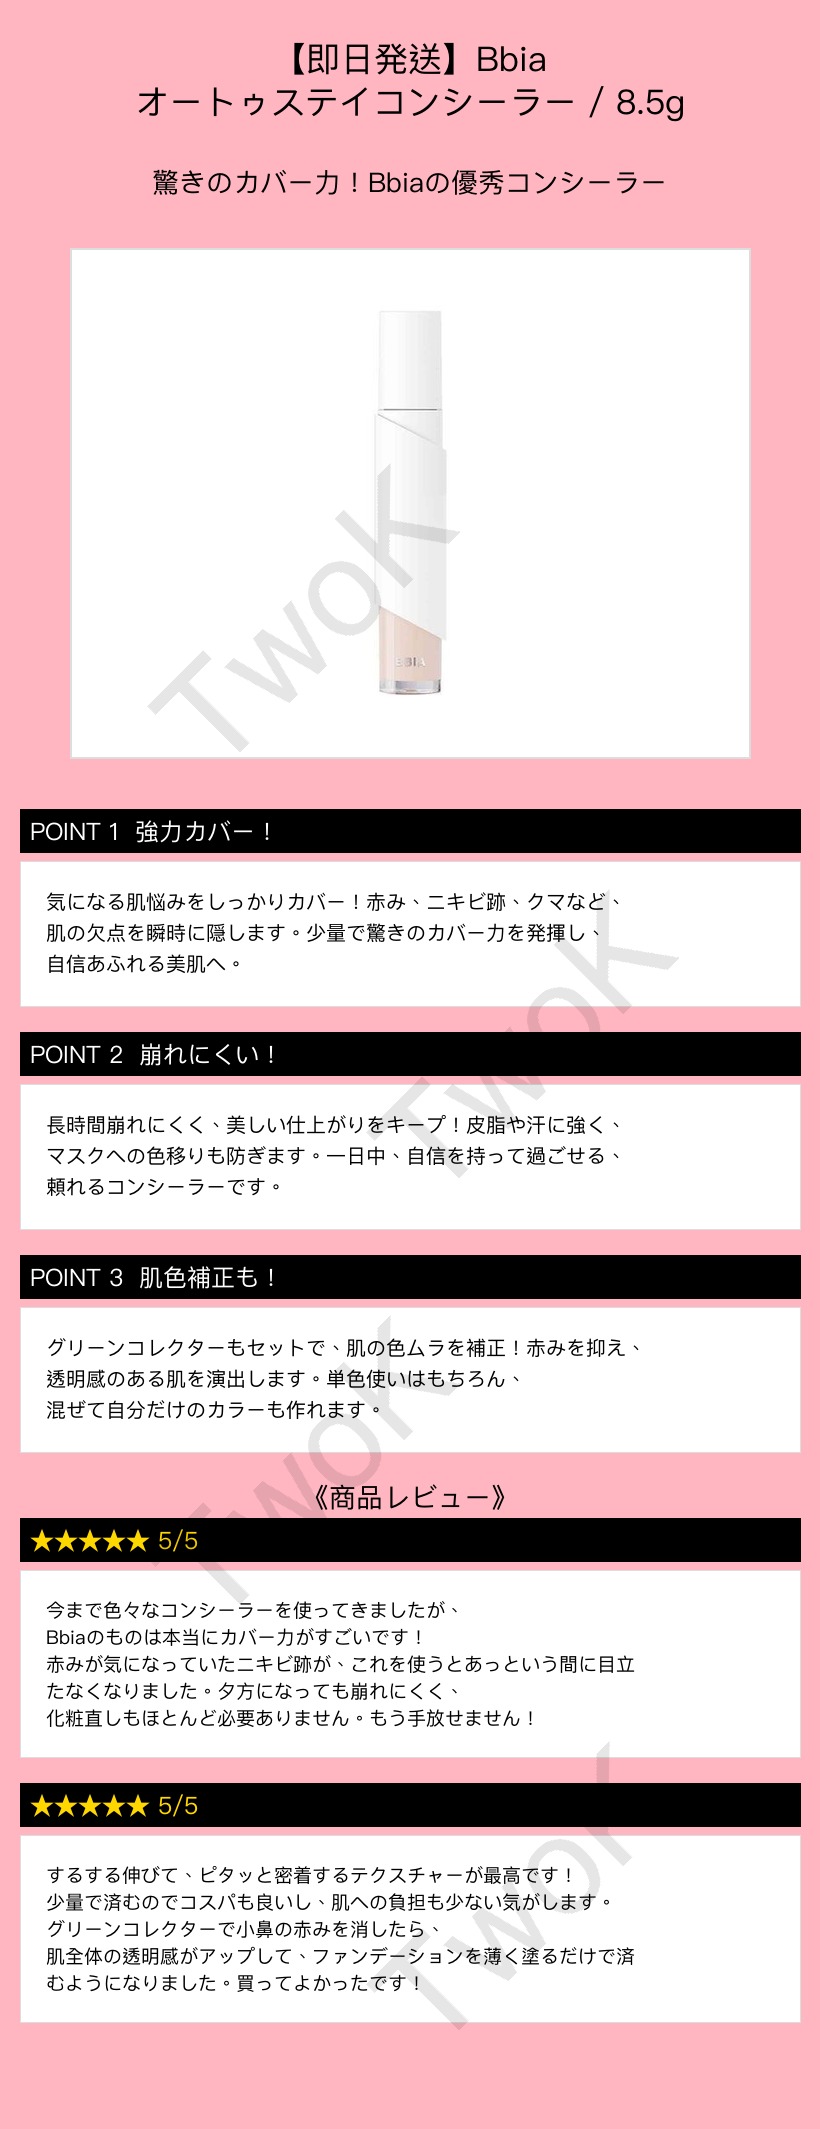 【即日発送】Bbia
オートゥステイコンシーラー / 8.5g
驚きのカバー力！Bbiaの優秀コンシーラー
TwoK
BBIA
POINT 1 強力カバー！
気になる肌悩みをしっかりカバー！赤み、ニキビ跡、クマなど、
肌の欠点を瞬時に隠します。少量で驚きのカバー力を発揮し、
自信あふれる美肌へ。
TwoK
POINT 2 崩れにくい！
長時間崩れにくく、美しい仕上がりをキープ！皮脂や汗に強く、
マスクへの色移りも防ぎます。一日中、自信を持って過ごせる、
頼れるコンシーラーです。
POINT 3 肌色補正も！
グリーンコレクターもセットで、肌の色ムラを補正！赤みを抑え、
透明感のある肌を演出します。単色使いはもちろん、
混ぜて自分だけのカラーも作れます。
TwoK
《商品レビュー》
★★★★★ 5/5
今まで色々なコンシーラーを使ってきましたが、
Bbiaのものは本当にカバー力がすごいです！
赤みが気になっていたニキビ跡が、これを使うとあっという間に目立
たなくなりました。夕方になっても崩れにくく、
化粧直しもほとんど必要ありません。もう手放せません！
★★★★★ 5/5
するする伸びて、ピタッと密着するテクスチャーが最高です！
少量で済むのでコスパも良いし、肌への負担も少ない気がします。
グリーンコレクターで小鼻の赤みを消したら、
肌全体の透明感がアップして、ファンデーションを薄く塗るだけで済
むようになりました。買ってよかったです！
TwoK